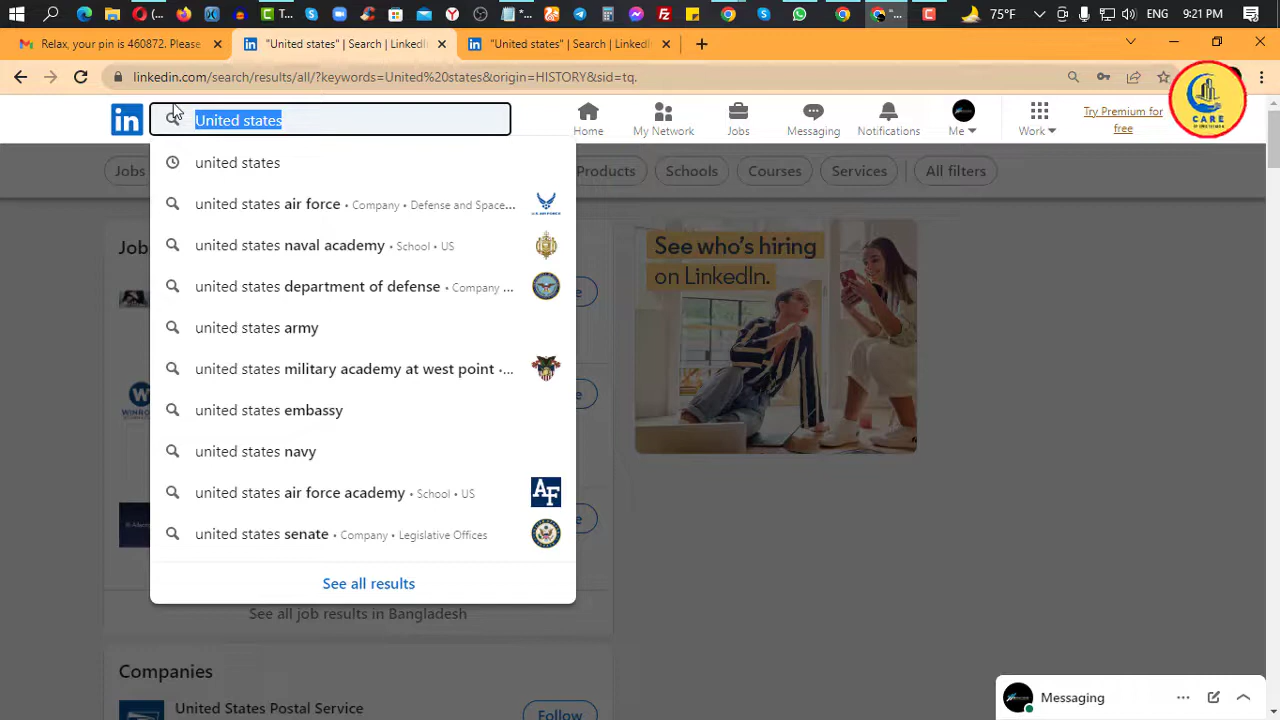 ENG 75°F 9:21 PM
Relax, your pin is 460872. Please
"United states" | Search | LinkedIn
"United states" | Search | LinkedIn
linkedin.com/search/results/all/?keywords=United%20states&origin=HISTORY&sid=tq.
in United states
Home
My Network
Jobs
Messaging
Notifications
Me
Work
Try Premium for
free
CARE
Jobs
Products
Schools
Courses
Services
All filters
united states
united states air force • Company • Defense and Space...
united states naval academy • School • US
united states department of defense • Company ...
united states army
united states military academy at west point •...
united states embassy
united states navy
united states air force academy • School • US
AF
united states senate • Company • Legislative Offices
See all results
See who's hiring
on LinkedIn.
See all job results in Bangladesh
Companies
United States Postal Service
Follow
Messaging